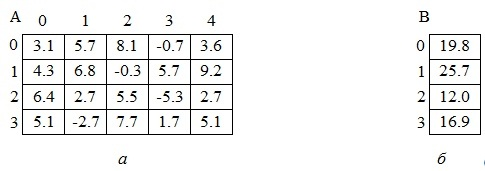 A 0 1 2 3 4 B
0 3.1 5.7 8.1 -0.7 3.6 0 19.8
1 4.3 6.8 -0.3 5.7 9.2 1 25.7
2 6.4 2.7 5.5 -5.3 2.7 2 12.0
3 5.1 -2.7 7.7 1.7 5.1 3 16.9
а б